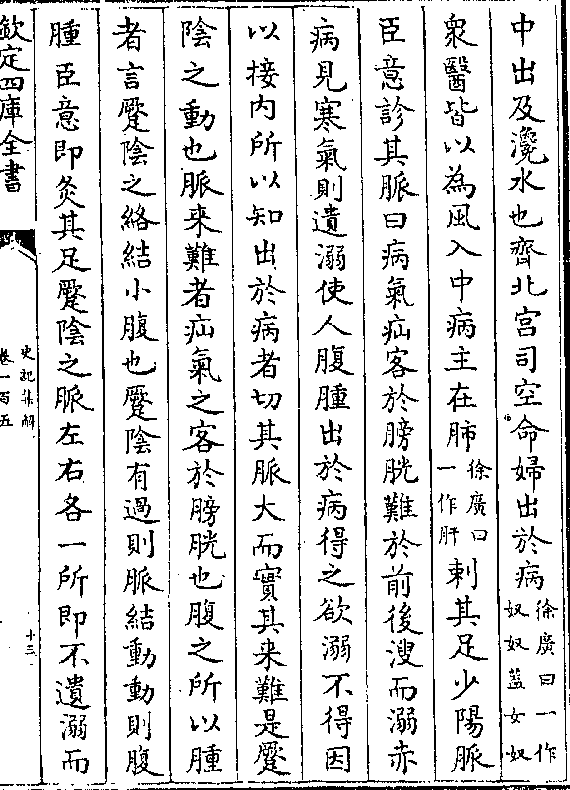 中出及瀺水也齊北宮司空命婦出於病徐廣曰一作奴奴葢女奴
衆醫皆以為風入中病主在肺徐廣曰一作肝刺其足少陽脈
臣意診其脈曰病氣疝客於膀胱難於前後溲而溺赤
病見寒氣則遺溺使人腹腫出於病得之欲溺不得因
以接內所以知出於病者切其脈大而實其来難是蹷
陰之動也脈来難者疝氣之客於膀胱也腹之所以腫
者言蹷陰之絡結小腹也蹷陰有過則脈結動動則腹
腫臣意即灸其足蹷陰之脈左右各一所即不遺溺而
欽定四庫全書
史記集解
卷一百五
十三